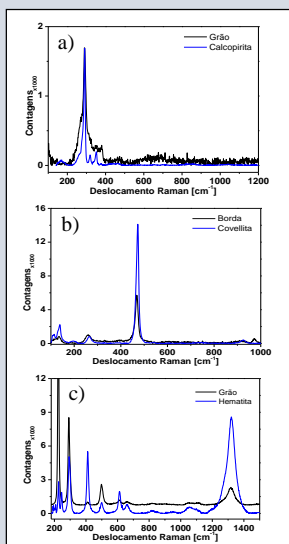 a)
Grão
Calcopirita
Contagens x1000
2
1
0
200 400 600 800 1000 1200
Deslocamento Raman [cm-1]
b)
Borda
Covellita
Contagens x1000
16
12
8
4
0
200 400 600 800 1000
Deslocamento Raman [cm-1]
c)
Grão
Hematita
Contagens x1000
12
9
6
3
0
200 400 600 800 1000 1200 1400
Deslocamento Raman [cm-1]